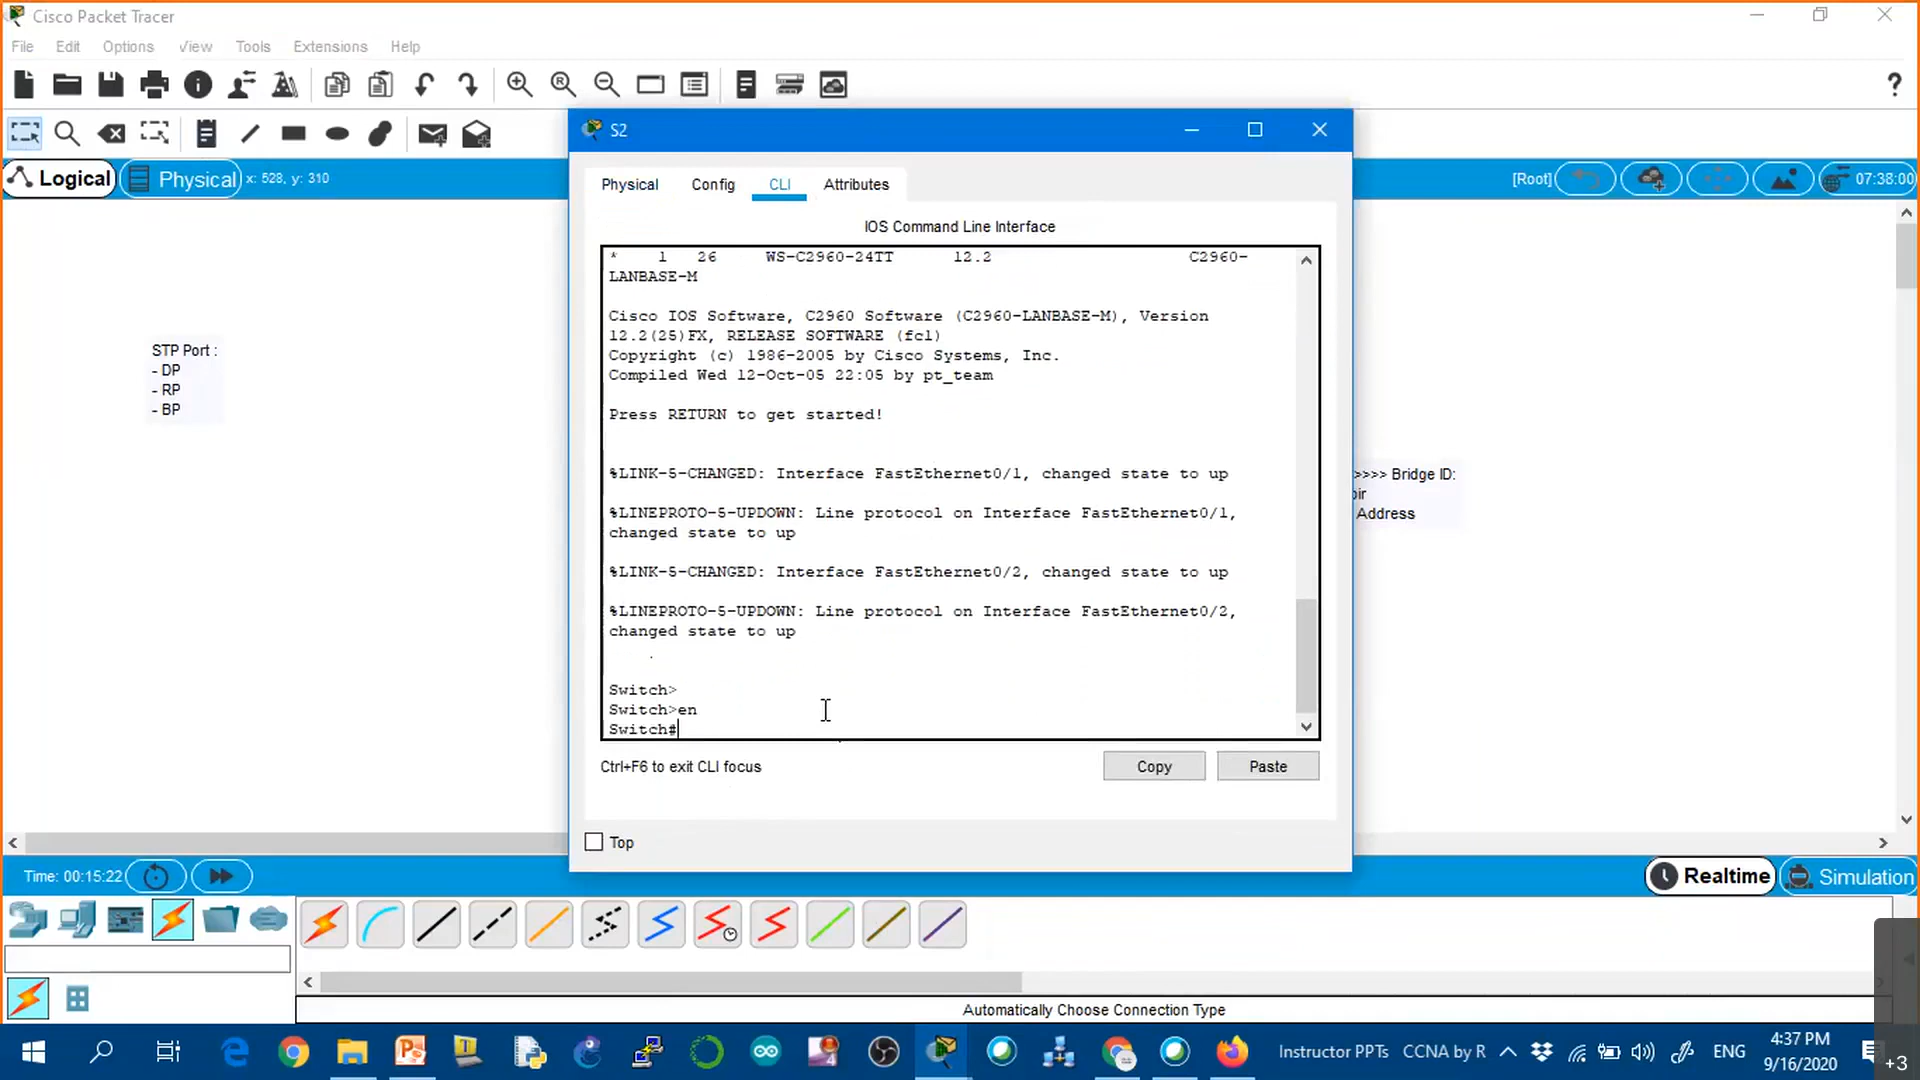 Cisco Packet Tracer
File Edit Options View Tools Extensions Help
?
S2
Logical Physical x: 528, y: 310
[Root] 07:38:00
Physical Config CLI Attributes
IOS Command Line Interface
* 1 26 WS-C2960-24TT 12.2 C2960-
LANBASE-M
Cisco IOS Software, C2960 Software (C2960-LANBASE-M), Version
12.2(25)FX, RELEASE SOFTWARE (fc1)
Copyright (c) 1986-2005 by Cisco Systems, Inc.
Compiled Wed 12-Oct-05 22:05 by pt_team
Press RETURN to get started!
%LINK-5-CHANGED: Interface FastEthernet0/1, changed state to up
%LINEPROTO-5-UPDOWN: Line protocol on Interface FastEthernet0/1,
changed state to up
%LINK-5-CHANGED: Interface FastEthernet0/2, changed state to up
%LINEPROTO-5-UPDOWN: Line protocol on Interface FastEthernet0/2,
changed state to up
Switch>
Switch>en
Switch#
Ctrl+F6 to exit CLI focus
Copy Paste
Top
STP Port :
- DP
- RP
- BP
>>>> Bridge ID:
Address
Time: 00:15:22
Realtime Simulation
Automatically Choose Connection Type
Instructor PPTs CCNA by R ENG
4:37 PM
9/16/2020
+3